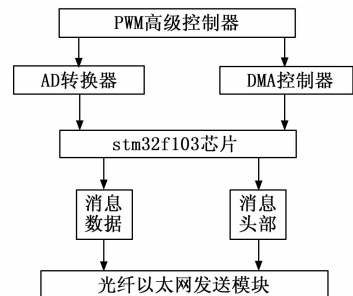 PWM高级控制器
AD转换器
DMA控制器
stm32f103芯片
消息
数据
消息
头部
光纤以太网发送模块